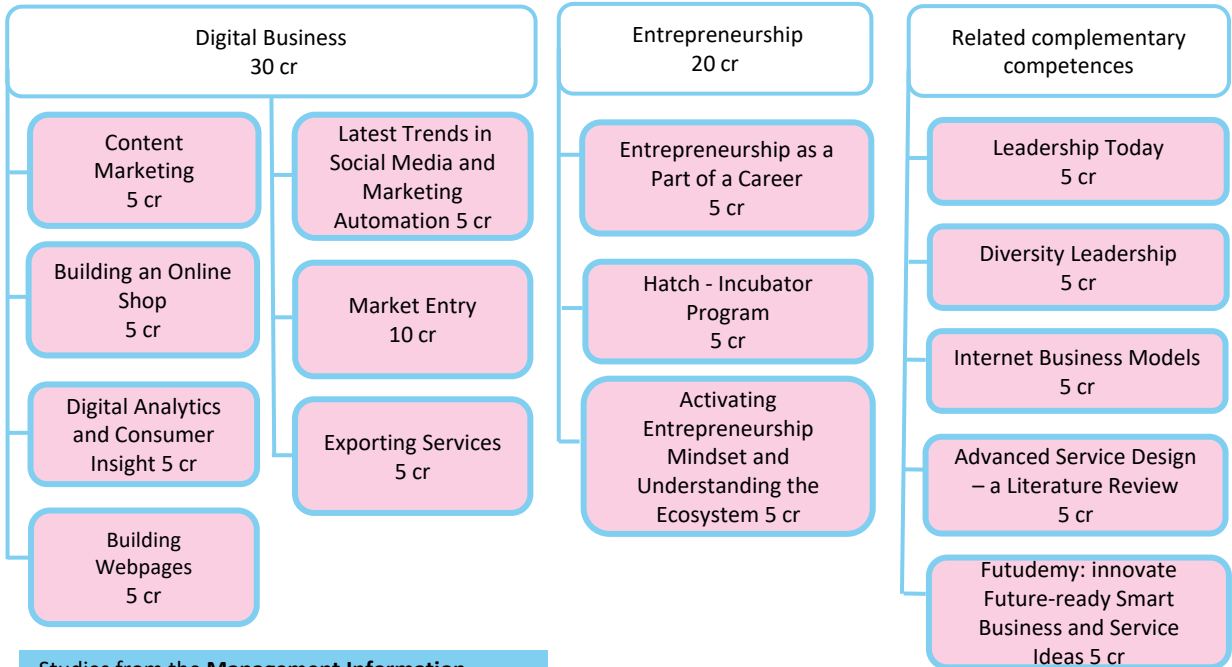 Digital Business
30 cr
Content
Marketing
5 cr
Building an Online
Shop
5 cr
Digital Analytics
and Consumer
Insight 5 cr
Building
Webpages
5 cr
Latest Trends in
Social Media and
Marketing
Automation 5 cr
Market Entry
10 cr
Exporting Services
5 cr
Entrepreneurship
20 cr
Entrepreneurship as a
Part of a Career
5 cr
Hatch - Incubator
Program
5 cr
Activating
Entrepreneurship
Mindset and
Understanding the
Ecosystem 5 cr
Related complementary
competences
Leadership Today
5 cr
Diversity Leadership
5 cr
Internet Business Models
5 cr
Advanced Service Design
– a Literature Review
5 cr
Futudemy: innovate
Future-ready Smart
Business and Service
Ideas 5 cr
Studies from the Management Information